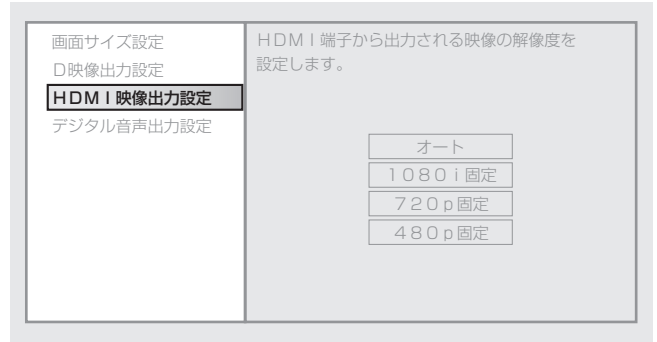 画面サイズ設定
D映像出力設定
HDMI映像出力設定
デジタル音声出力設定
HDMI端子から出力される映像の解像度を
設定します。
オート
1080i固定
720p固定
480p固定